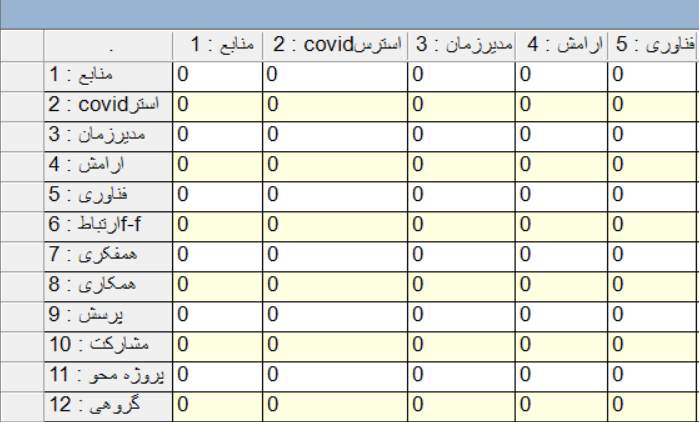 . منابع : 1 استرسcovid : 2 مدیرزمان : 3 ارامش : 4 فناوری : 5
منابع : 1 0 0 0 0 0
استرcovid : 2 0 0 0 0 0
مدیرزمان : 3 0 0 0 0 0
ارامش : 4 0 0 0 0 0
فناوری : 5 0 0 0 0 0
f-fارتباط : 6 0 0 0 0 0
همفکری : 7 0 0 0 0 0
همکاری : 8 0 0 0 0 0
پرسش : 9 0 0 0 0 0
مشارکت : 10 0 0 0 0 0
پروژه محو : 11 0 0 0 0 0
گروهی : 12 0 0 0 0 0